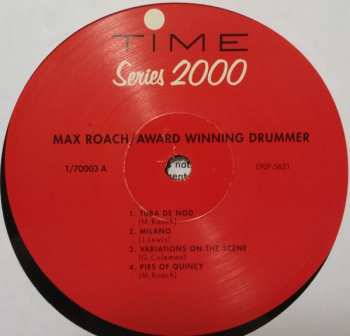 TIME
Series 2000
MAX ROACH/AWARD WINNING DRUMMER
T/70003 A
1. TUBA DE NOD
(M.Roach)
2. MILANO
(J.Lewis)
3. VARIATIONS ON THE SCENE
(G.Coleman)
4. PIES OF QUINCY
(M.Roach)